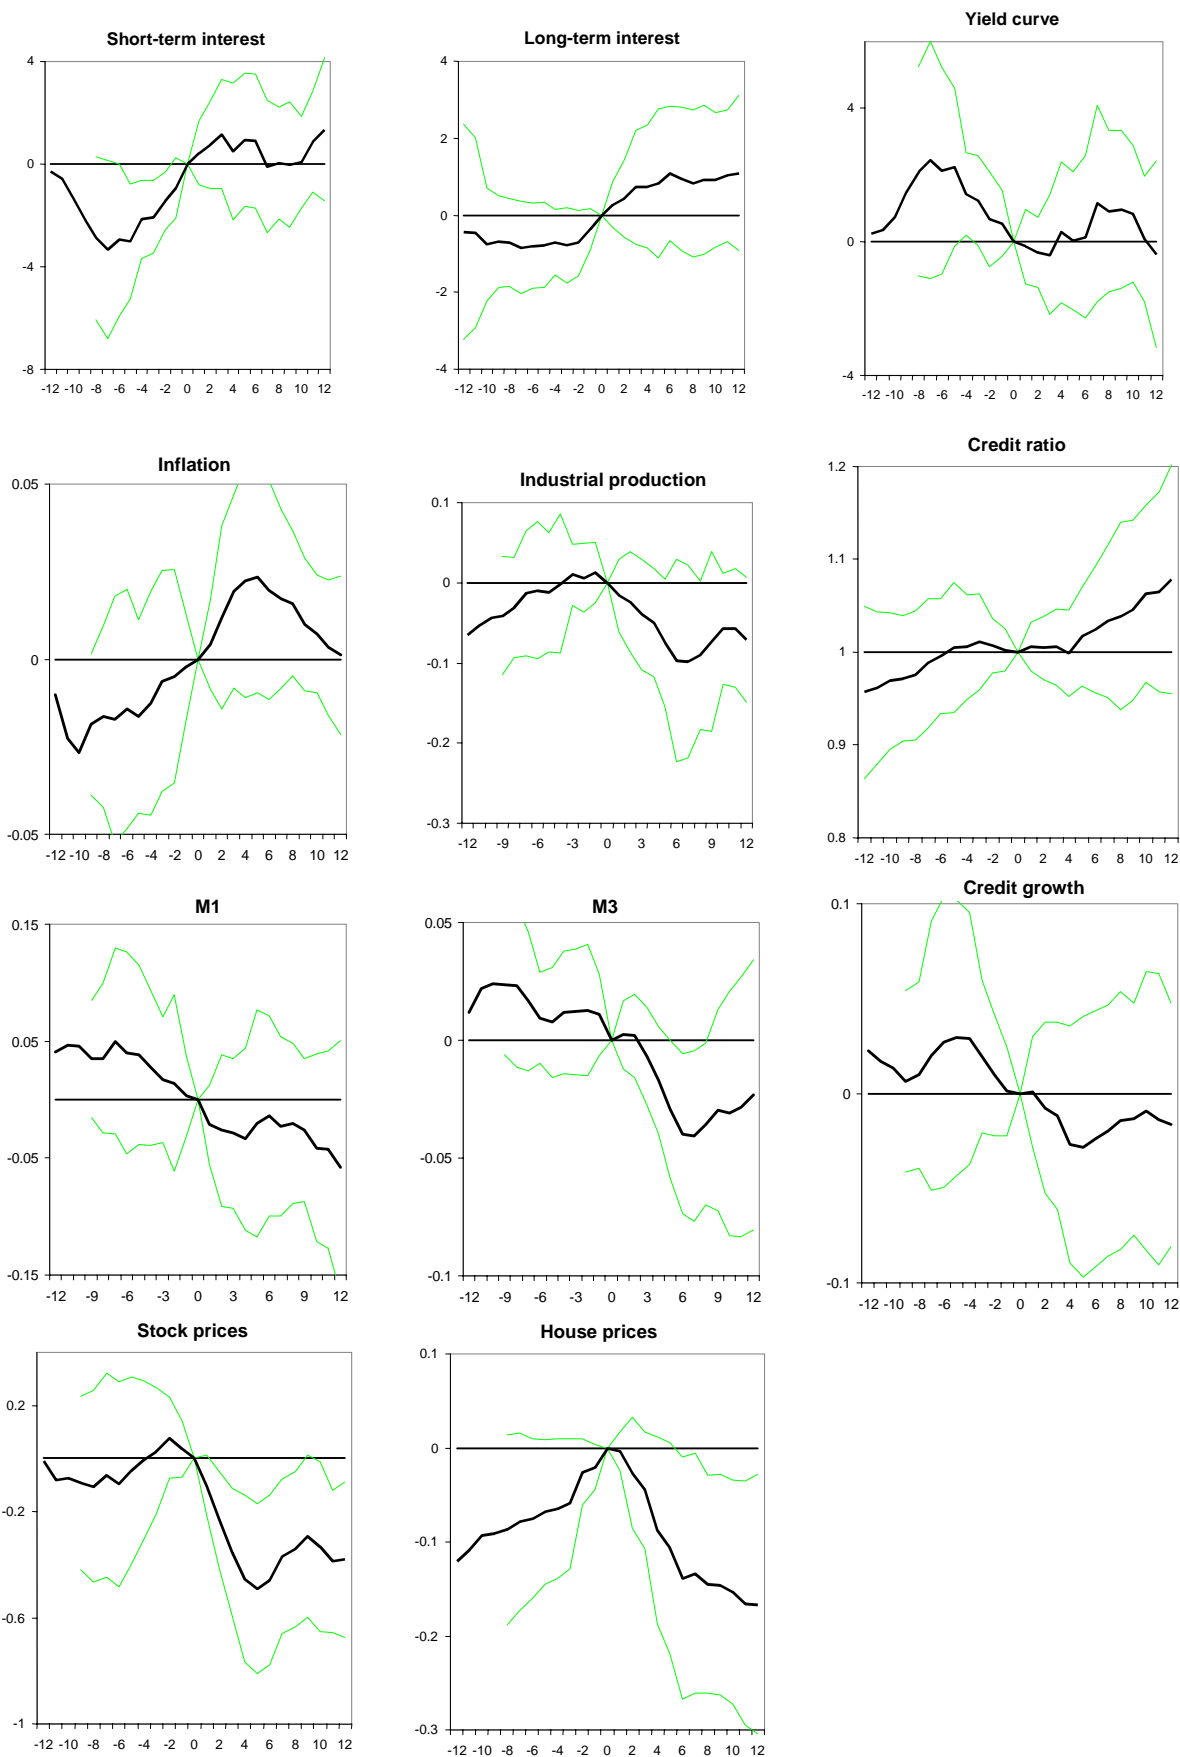 Short-term interest
4
0
-4
-8
-12 -10 -8 -6 -4 -2 0 2 4 6 8 10 12
Long-term interest
4
2
0
-2
-4
-12 -10 -8 -6 -4 -2 0 2 4 6 8 10 12
Yield curve
4
0
-4
-12 -10 -8 -6 -4 -2 0 2 4 6 8 10 12
Inflation
0.05
0
-0.05
-12 -10 -8 -6 -4 -2 0 2 4 6 8 10 12
Industrial production
0.1
0
-0.1
-0.2
-0.3
-12 -9 -6 -3 0 3 6 9 12
Credit ratio
1.2
1.1
1
0.9
0.8
-12 -10 -8 -6 -4 -2 0 2 4 6 8 10 12
M1
0.15
0.05
-0.05
-0.15
-12 -9 -6 -3 0 3 6 9 12
M3
0.05
0
-0.05
-0.1
-12 -9 -6 -3 0 3 6 9 12
Credit growth
0.1
0
-0.1
-12 -10 -8 -6 -4 -2 0 2 4 6 8 10 12
Stock prices
0.2
-0.2
-0.6
-1
-12 -10 -8 -6 -4 -2 0 2 4 6 8 10 12
House prices
0.1
0
-0.1
-0.2
-0.3
-12 -10 -8 -6 -4 -2 0 2 4 6 8 10 12